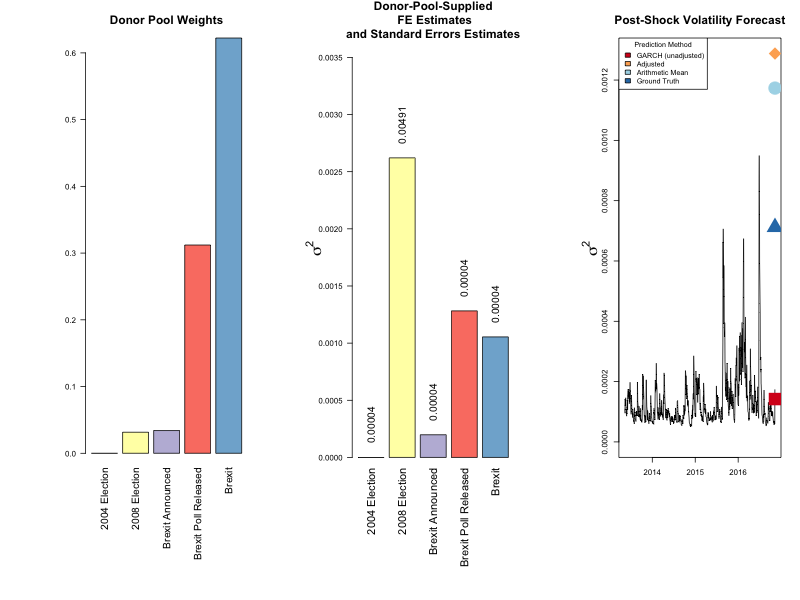 Donor Pool Weights
0.6
0.5
0.4
0.3
0.2
0.1
0.0
2004 Election
2008 Election
Brexit Announced
Brexit Poll Released
Brexit
Donor-Pool-Supplied
FE Estimates
and Standard Errors Estimates
σ2
0.0035
0.0030
0.0025
0.0020
0.0015
0.0010
0.0005
0.0000
0.00004
0.00491
0.00004
0.00004
0.00004
2004 Election
2008 Election
Brexit Announced
Brexit Poll Released
Brexit
Post-Shock Volatility Forecast
σ2
0.0012
0.0010
0.0008
0.0006
0.0004
0.0002
0.0000
Prediction Method
GARCH (unadjusted)
Adjusted
Arithmetic Mean
Ground Truth
2014 2015 2016